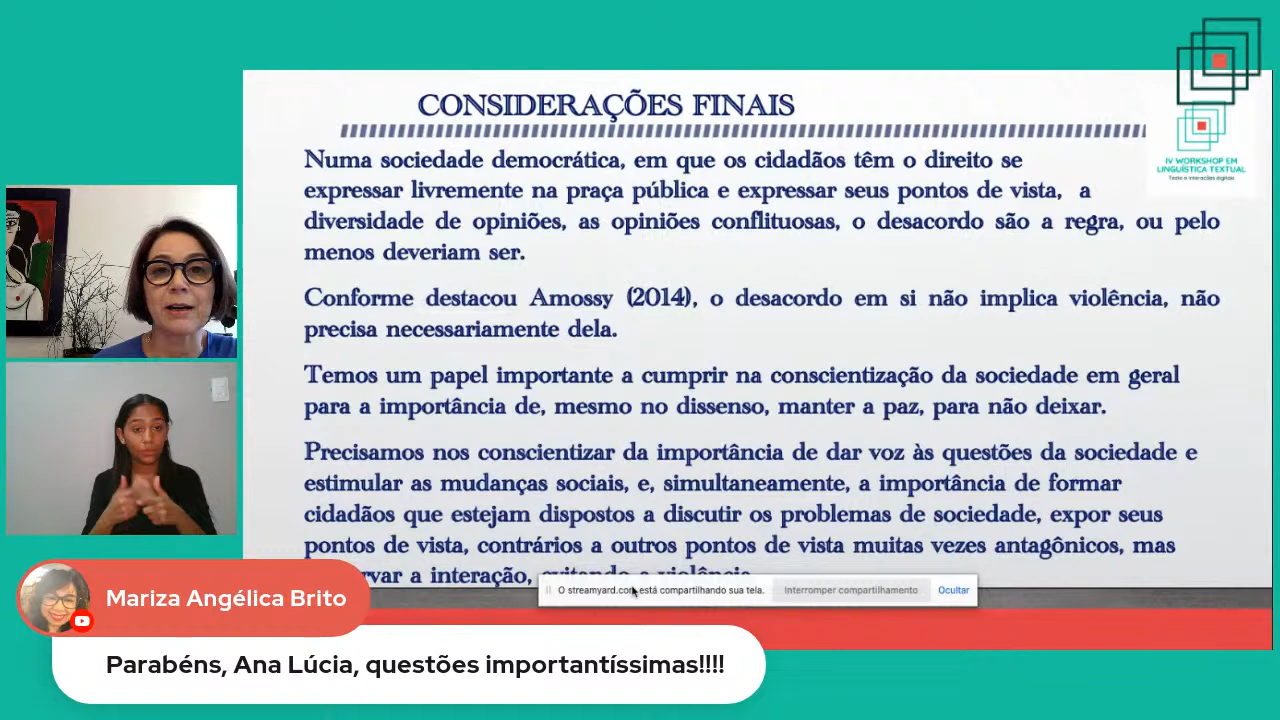 CONSIDERAÇÕES FINAIS
IV WORKSHOP EM
LINGUÍSTICA TEXTUAL
Texto e interações digitais
Numa sociedade democrática, em que os cidadãos têm o direito se
expressar livremente na praça pública e expressar seus pontos de vista, a
diversidade de opiniões, as opiniões conflituosas, o desacordo são a regra, ou pelo
menos deveriam ser.
Conforme destacou Amossy (2014), o desacordo em si não implica violência, não
precisa necessariamente dela.
Temos um papel importante a cumprir na conscientização da sociedade em geral
para a importância de, mesmo no dissenso, manter a paz, para não deixar.
Precisamos nos conscientizar da importância de dar voz às questões da sociedade e
estimular as mudanças sociais, e, simultaneamente, a importância de formar
cidadãos que estejam dispostos a discutir os problemas de sociedade, expor seus
pontos de vista, contrários a outros pontos de vista muitas vezes antagônicos, mas
a interação, evitando a violência
O streamyard.com está compartilhando sua tela.
Interromper compartilhamento
Ocultar
Mariza Angélica Brito
Parabéns, Ana Lúcia, questões importantíssimas!!!!